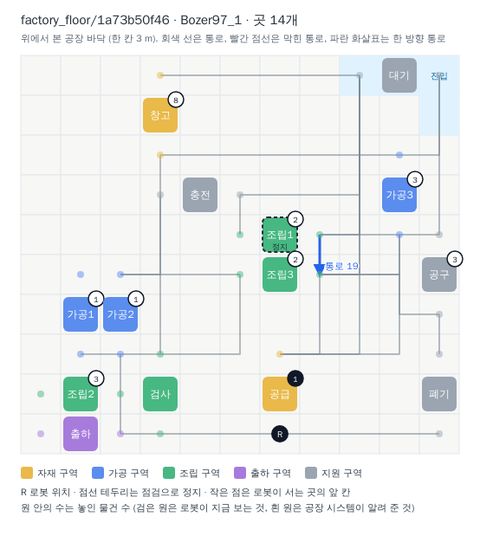 factory_floor/1a73b50f46 · Bozer97_1 · 곳 14개
위에서 본 공장 바닥 (한 칸 3 m). 회색 선은 통로, 빨간 점선은 막힌 통로, 파란 화살표는 한 방향 통로
대기
8
창고
3
충전
가공3
2
조립1
정지
2
통로 19
조립3
3
공구
1
1
가공1
가공2
3
1
조립2
검사
공급
폐기
출하
R
자재 구역
가공 구역
조립 구역
출하 구역
지원 구역
R 로봇 위치 · 점선 테두리는 점검으로 정지 · 작은 점은 로봇이 서는 곳의 앞 칸
원 안의 수는 놓인 물건 수 (검은 원은 로봇이 지금 보는 것, 흰 원은 공장 시스템이 알려 준 것)